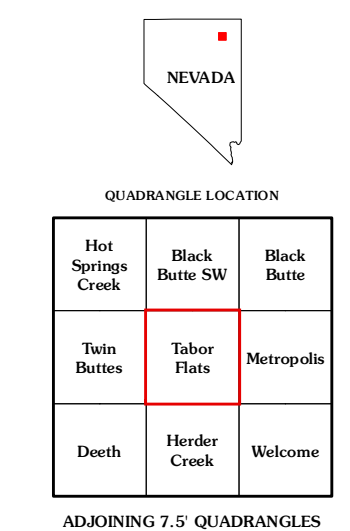 NEVADA
QUADRANGLE LOCATION
Hot
Springs
Creek
Black
Butte SW
Black
Butte
Twin
Buttes
Tabor
Flats
Metropolis
Deeth
Herder
Creek
Welcome
ADJOINING 7.5' QUADRANGLES